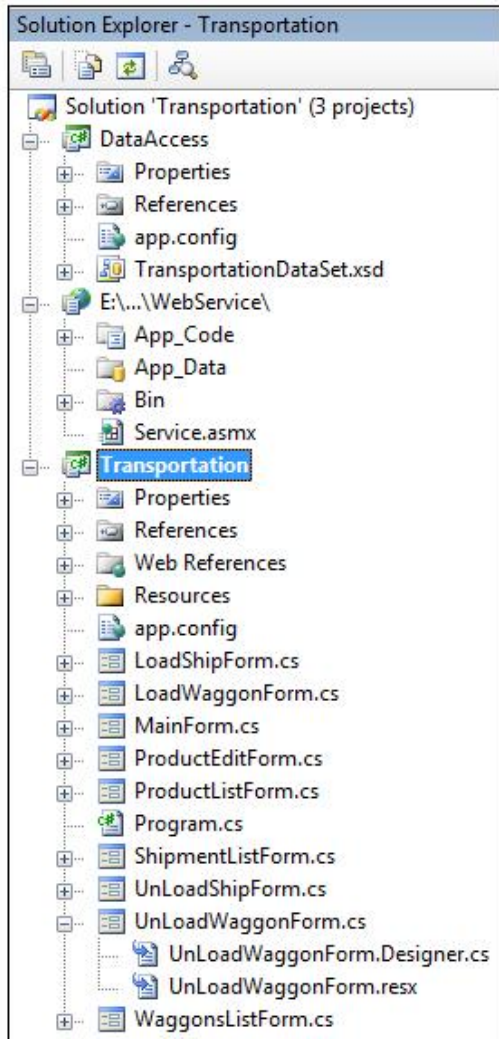 Solution Explorer - Transportation
Solution 'Transportation' (3 projects)
DataAccess
Properties
References
app.config
TransportationDataSet.xsd
E:\...\WebService\
App_Code
App_Data
Bin
Service.asmx
Transportation
Properties
References
Web References
Resources
app.config
LoadShipForm.cs
LoadWaggonForm.cs
MainForm.cs
ProductEditForm.cs
ProductListForm.cs
Program.cs
ShipmentListForm.cs
UnLoadShipForm.cs
UnLoadWaggonForm.cs
UnLoadWaggonForm.Designer.cs
UnLoadWaggonForm.resx
WaggonsListForm.cs